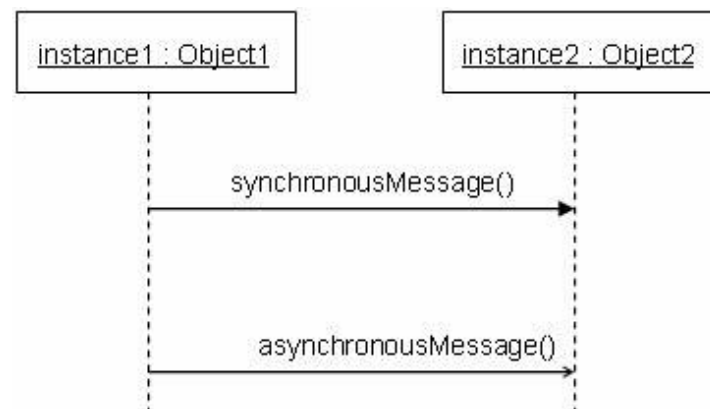 instance1 : Object1
instance2 : Object2
synchronousMessage()
asynchronousMessage()